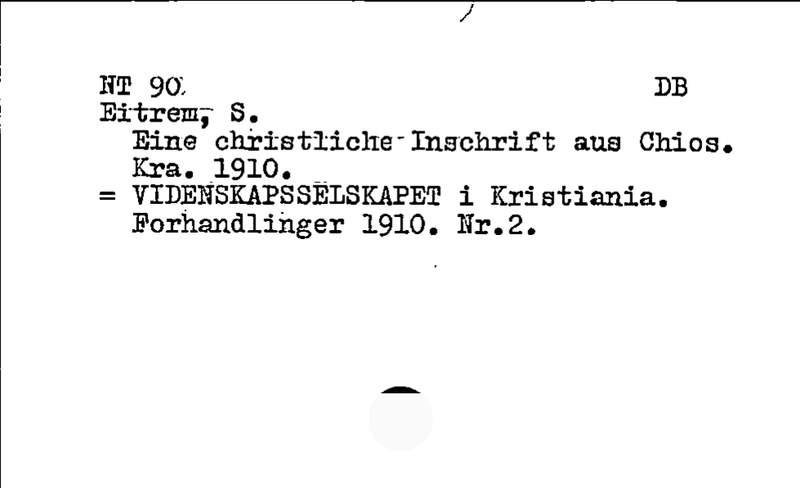 NT 90. DB
Eitrem, S.
Eine christliche Inschrift aus Chios.
Kra. 1910.
= VIDENSKAPSSELSKAPET i Kristiania.
Forhandlinger 1910. Nr.2.